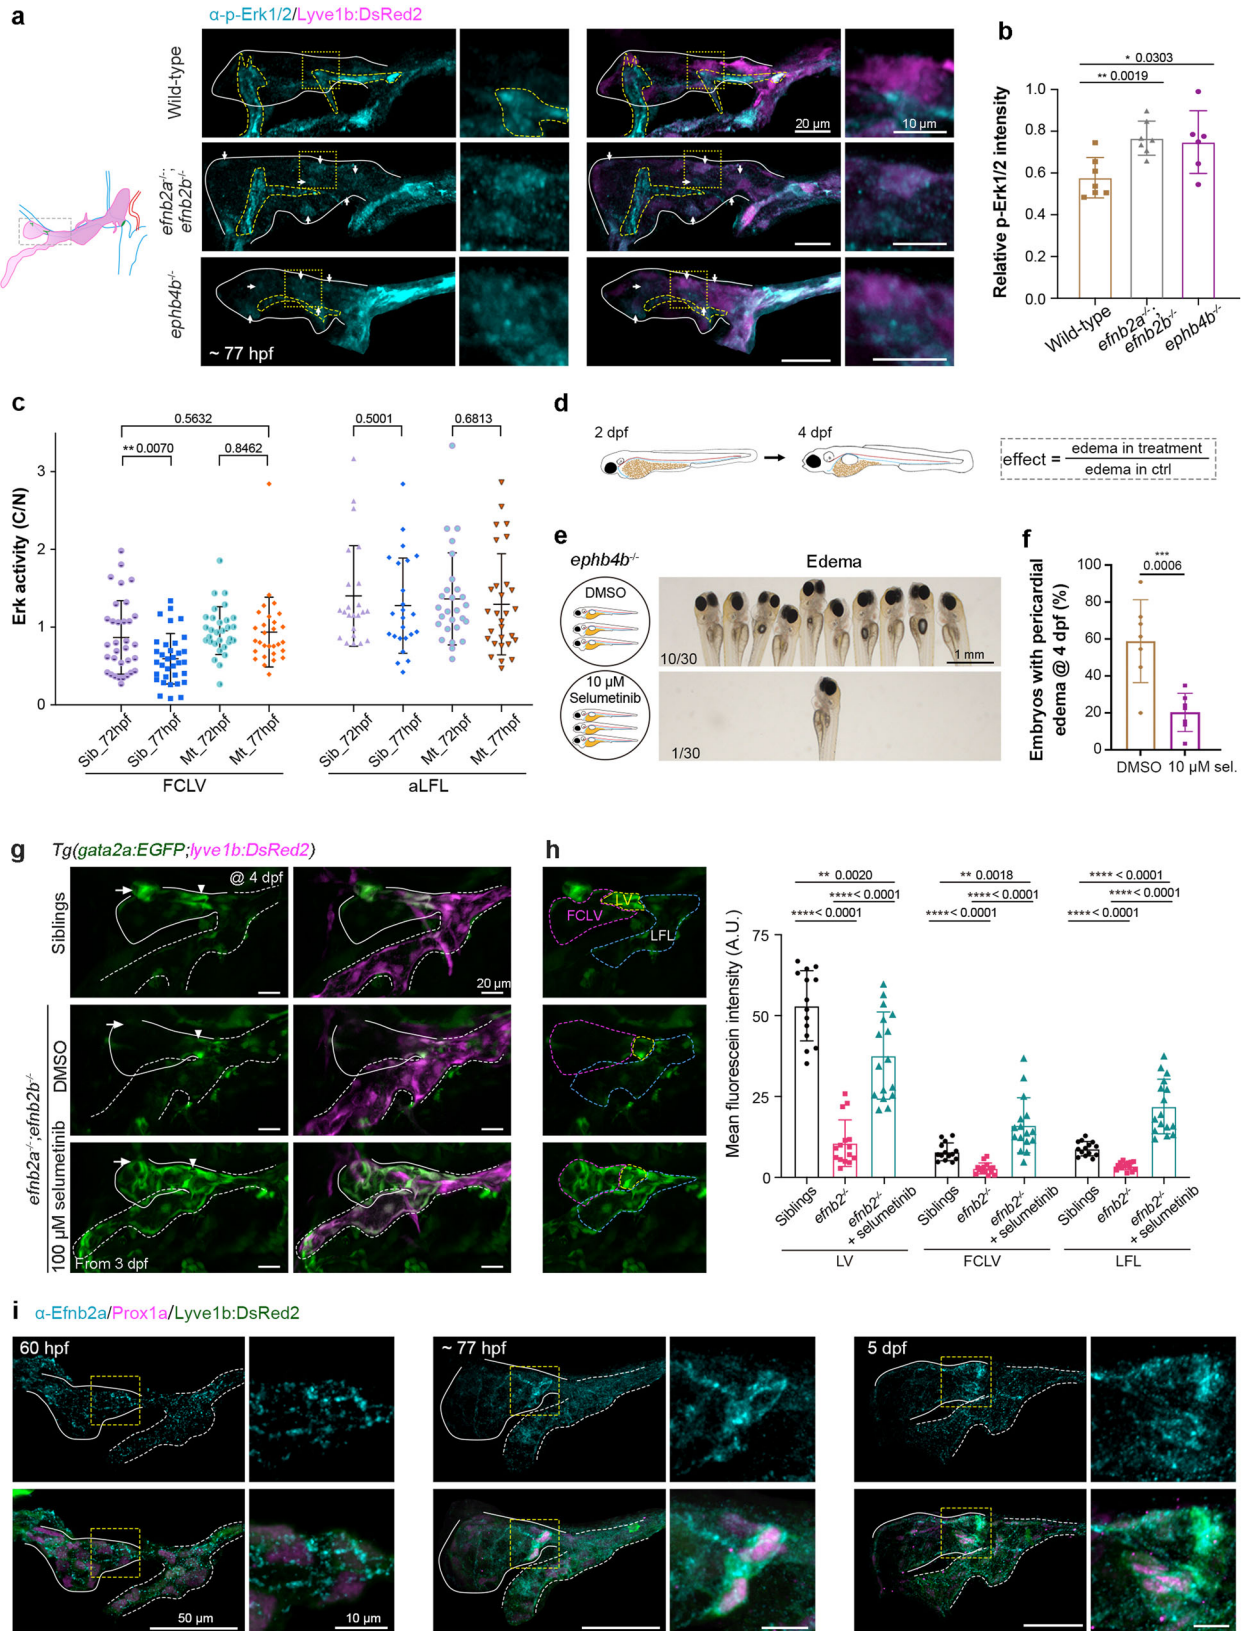 a
α-p-Erk1/2/Lyve1b:DsRed2
Wild-type
20 µm
10 µm
efnb2a-/-;
efnb2b-/-
ephb4b-/-
~ 77 hpf
b
* 0.0303
** 0.0019
Relative p-Erk1/2 intensity
1.0
0.8
0.6
0.4
0.2
0.0
Wild-type
efnb2a-/-;
efnb2b-/-
ephb4b-/-
c
0.5632
** 0.0070
0.8462
0.5001
0.6813
Erk activity (C/N)
3
2
1
0
Sib_72hpf
Sib_77hpf
Mt_72hpf
Mt_77hpf
Sib_72hpf
Sib_77hpf
Mt_72hpf
Mt_77hpf
FCLV
aLFL
d
2 dpf
4 dpf
effect = edema in treatment
edema in ctrl
e
ephb4b-/-
Edema
DMSO
10/30
1 mm
10 µM
Selumetinib
1/30
f
***
0.0006
Embryos with pericardial
edema @ 4 dpf (%)
100
80
60
40
20
0
DMSO
10 µM sel.
g
Tg(gata2a:EGFP;lyve1b:DsRed2)
@ 4 dpf
Siblings
20 µm
efnb2a-/-;efnb2b-/-
DMSO
100 µM selumetinib
From 3 dpf
h
LV
FCLV
LFL
** 0.0020
**** < 0.0001
**** < 0.0001
** 0.0018
**** < 0.0001
**** < 0.0001
**** < 0.0001
**** < 0.0001
**** < 0.0001
Mean fluorescein intensity (A.U.)
75
50
25
0
Siblings
efnb2-/-
efnb2-/-
+ selumetinib
Siblings
efnb2-/-
efnb2-/-
+ selumetinib
Siblings
efnb2-/-
efnb2-/-
+ selumetinib
LV
FCLV
LFL
i
α-Efnb2a/Prox1a/Lyve1b:DsRed2
60 hpf
~ 77 hpf
5 dpf
50 µm
10 µm